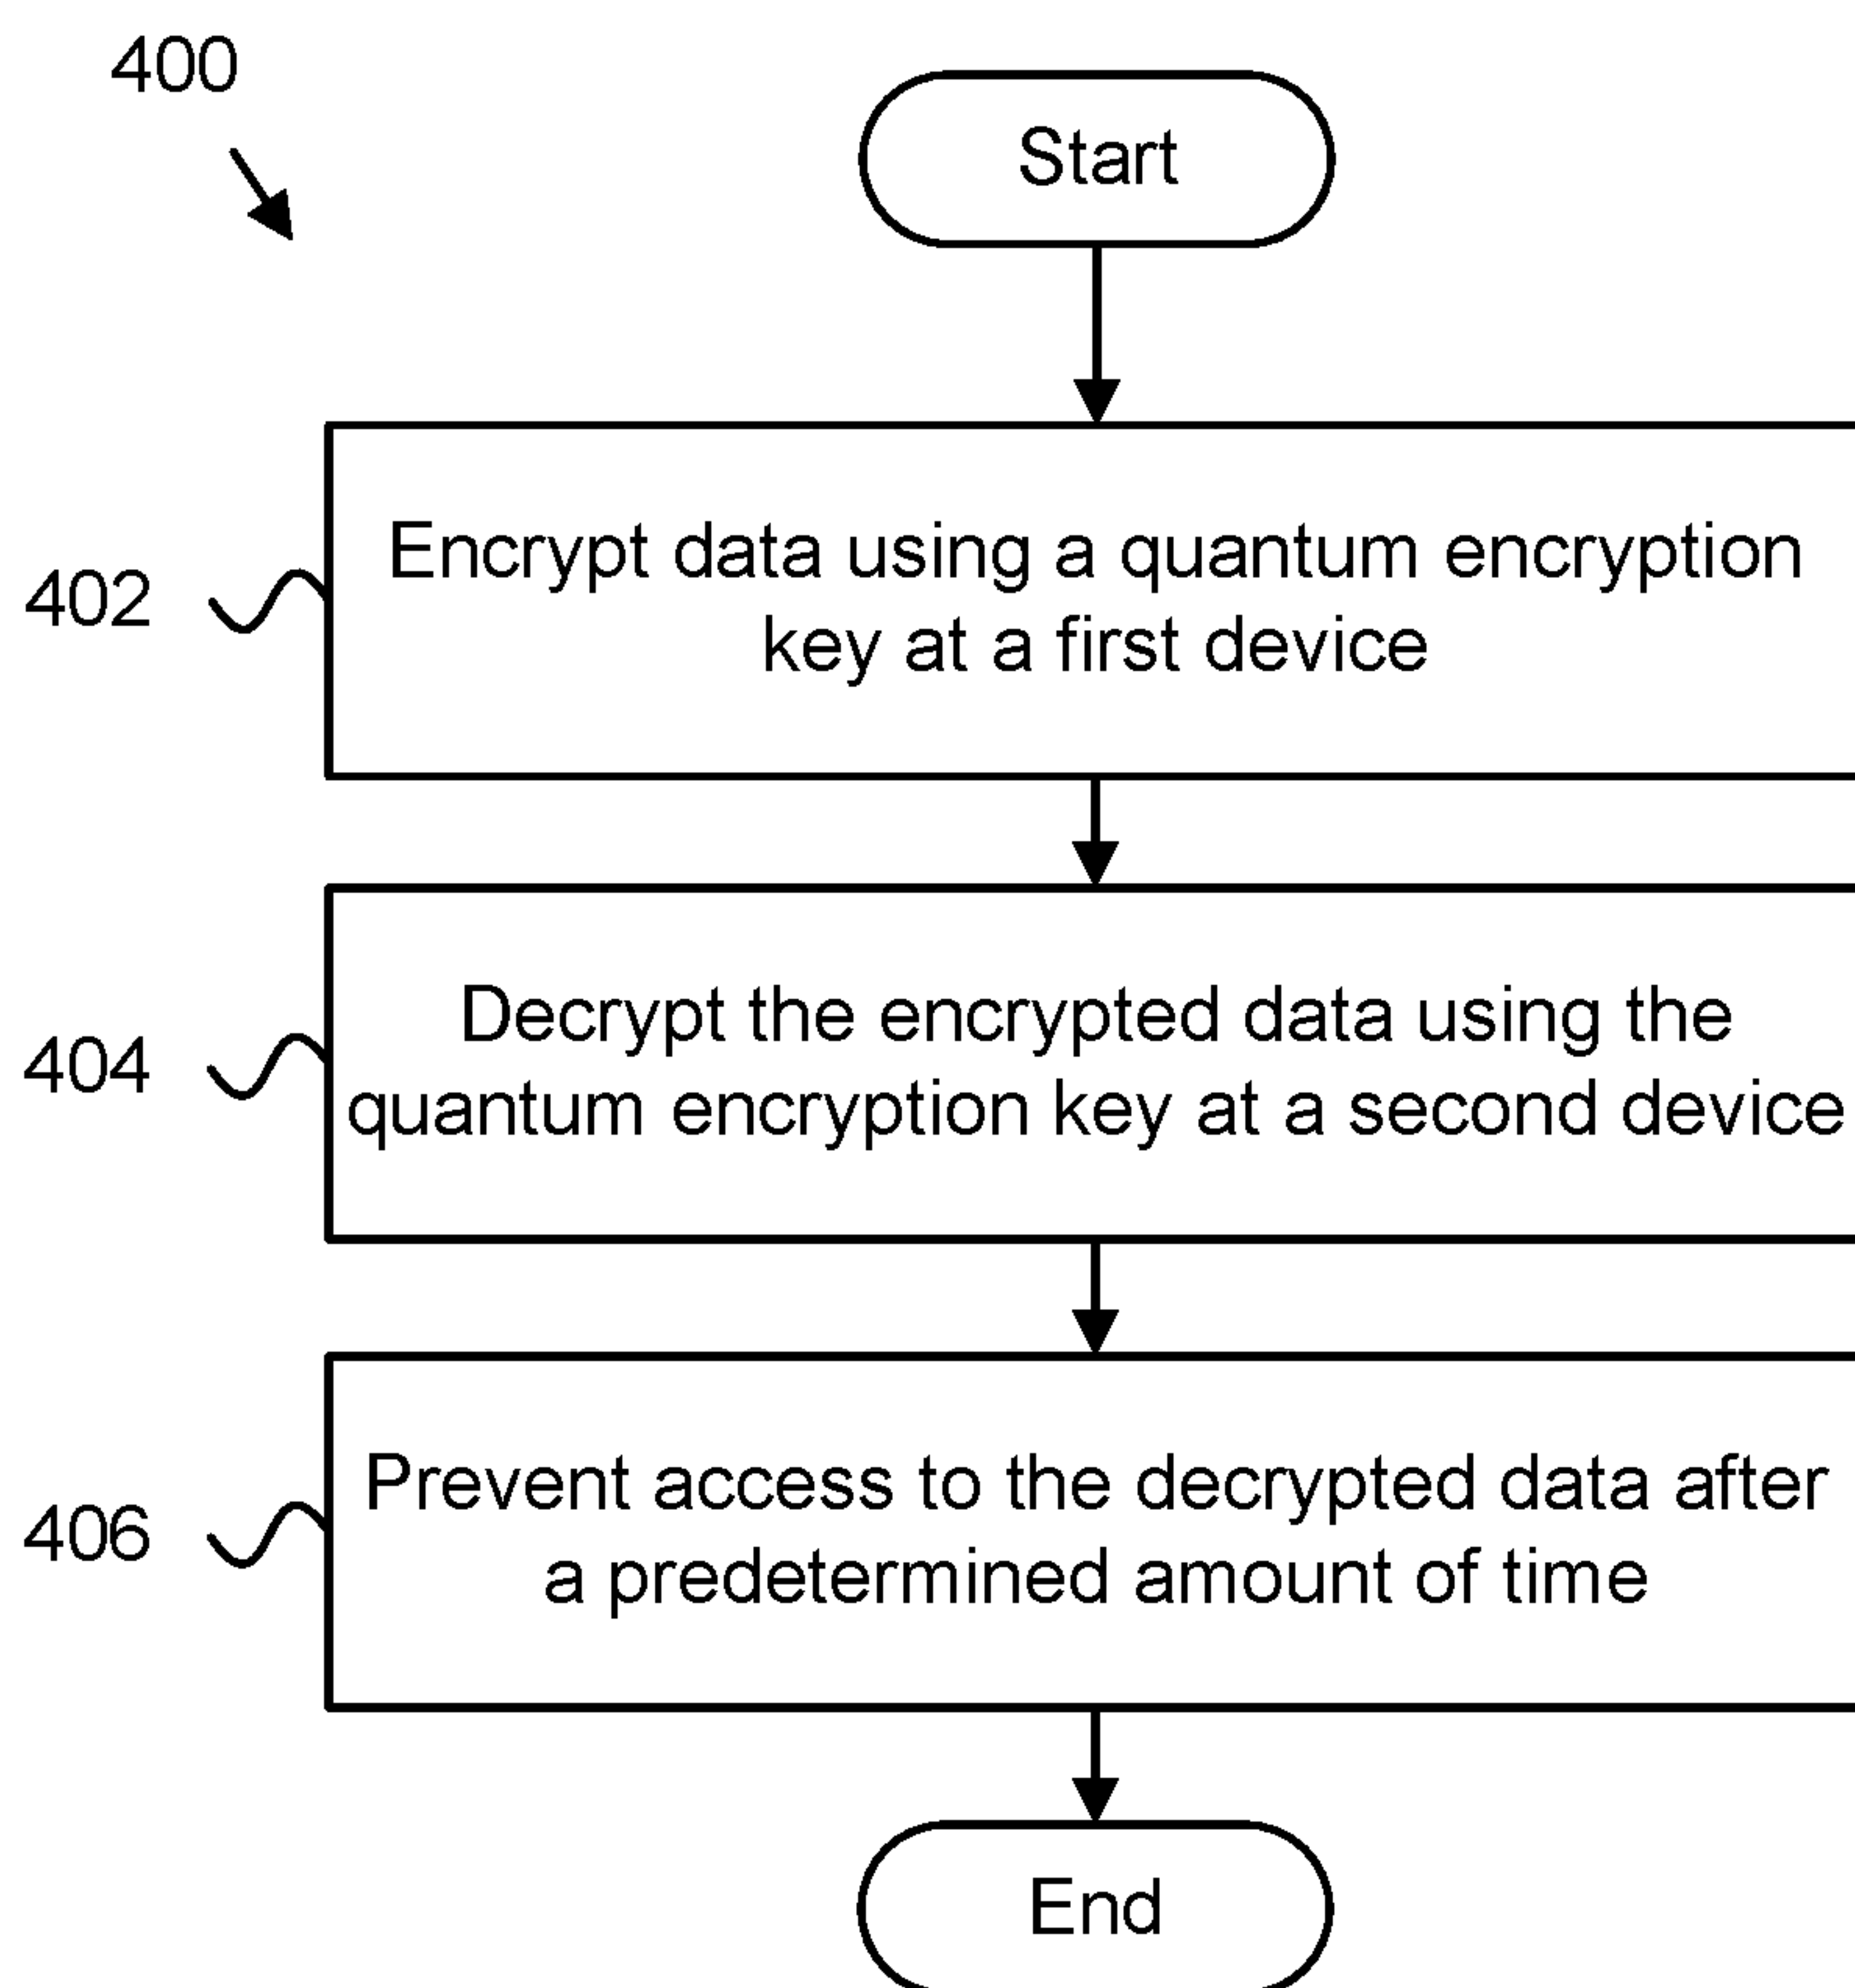 400
Start
402
Encrypt data using a quantum encryption
key at a first device
404
Decrypt the encrypted data using the
quantum encryption key at a second device
406
Prevent access to the decrypted data after
a predetermined amount of time
End